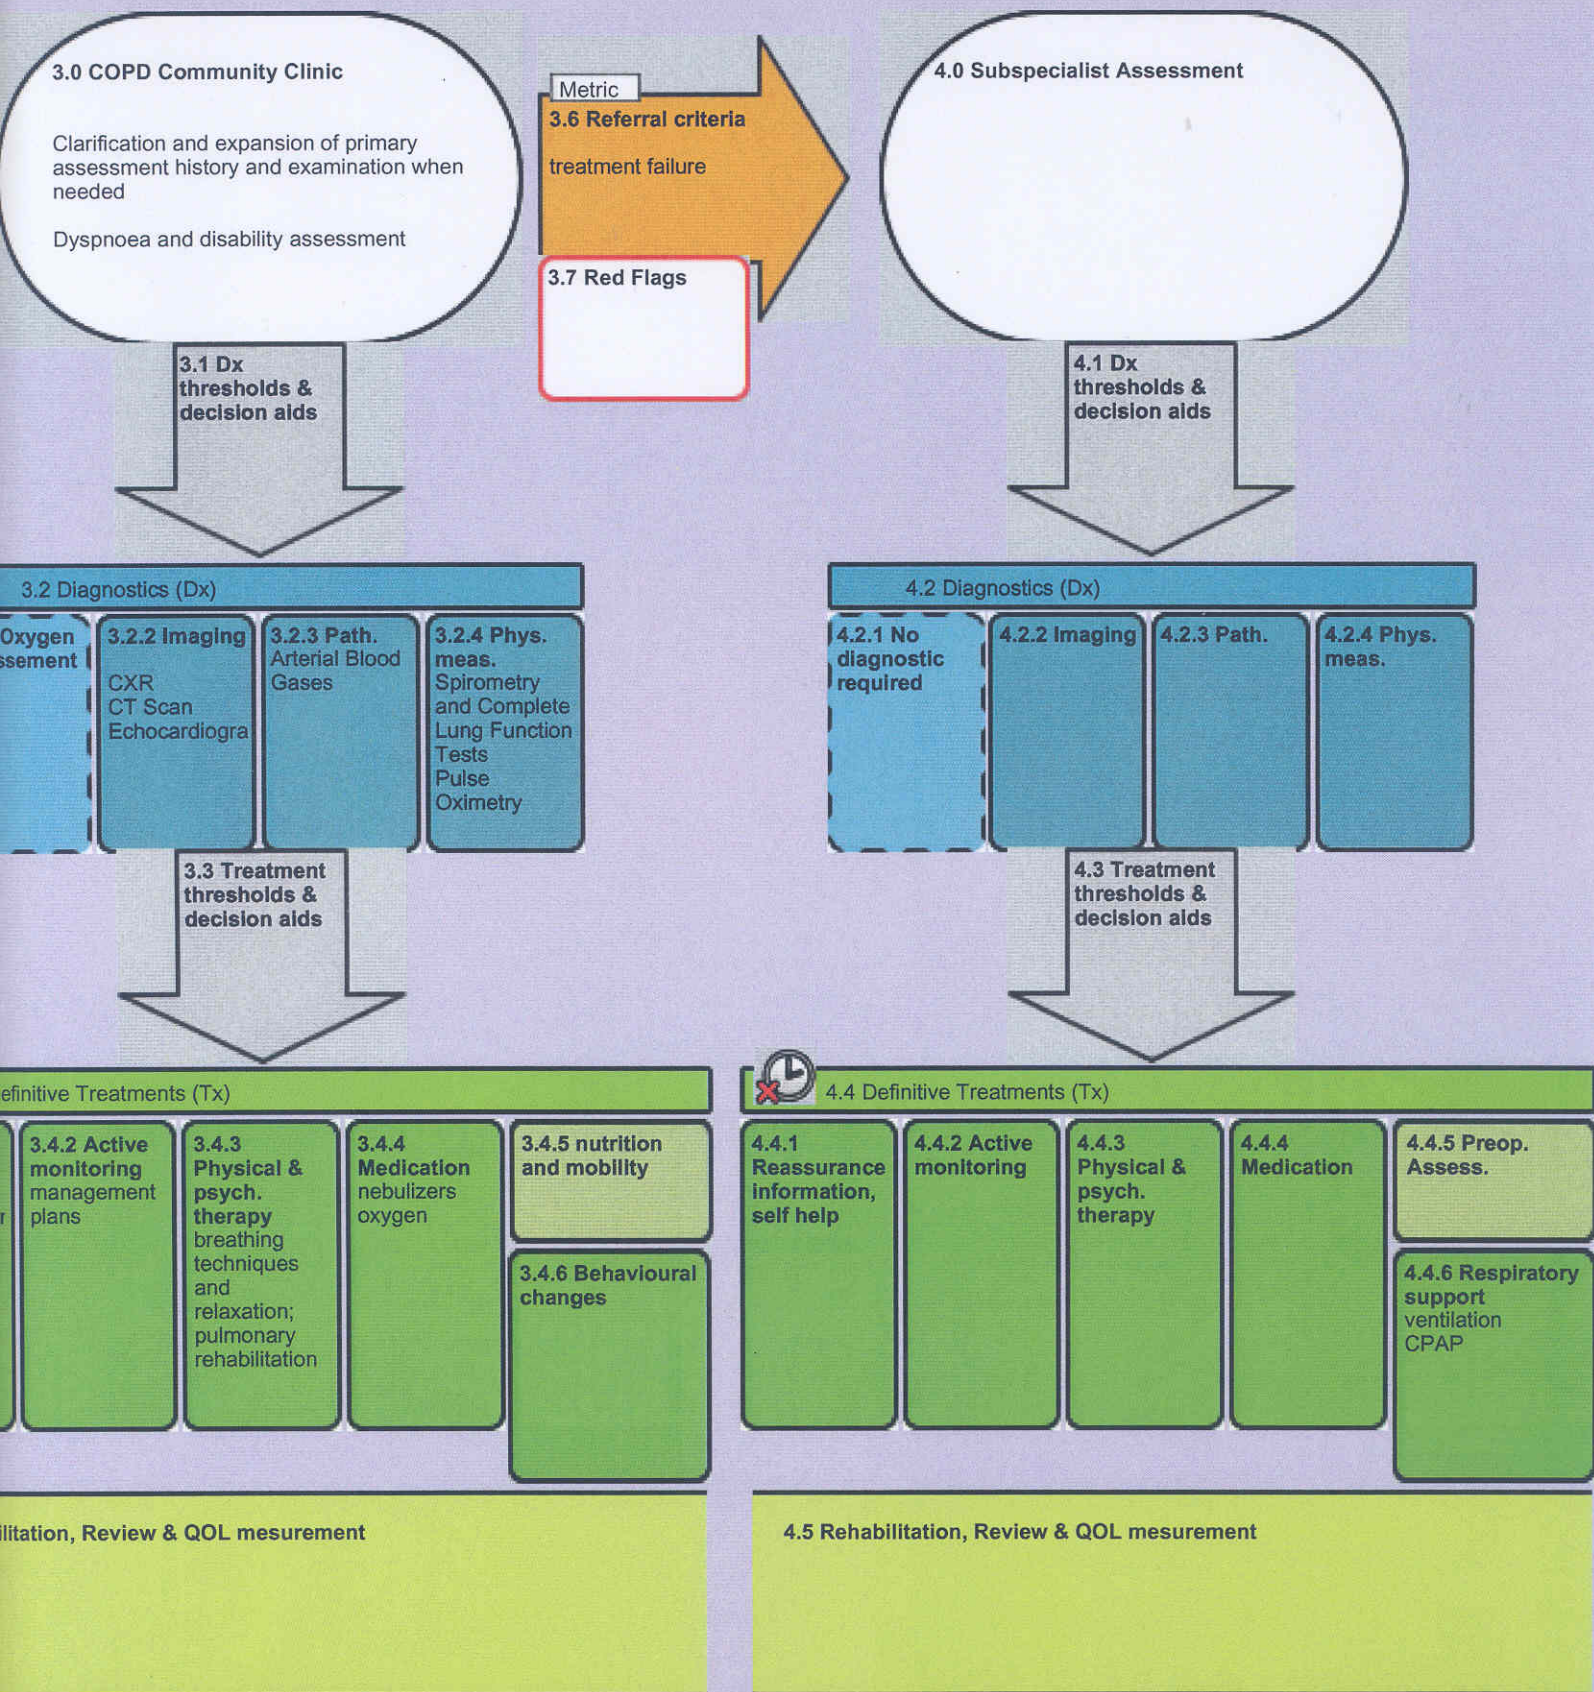 3.0 COPD Community Clinic
Clarification and expansion of primary
assessment history and examination when
needed
Dyspnoea and disability assessment
Metric
3.6 Referral criteria
treatment failure
3.7 Red Flags
4.0 Subspecialist Assessment
3.1 Dx
thresholds &
decision aids
4.1 Dx
thresholds &
decision aids
3.2 Diagnostics (Dx)
Oxygen
ssement
3.2.2 Imaging
CXR
CT Scan
Echocardiogra
3.2.3 Path.
Arterial Blood
Gases
3.2.4 Phys.
meas.
Spirometry
and Complete
Lung Function
Tests
Pulse
Oximetry
4.2 Diagnostics (Dx)
4.2.1 No
diagnostic
required
4.2.2 Imaging
4.2.3 Path.
4.2.4 Phys.
meas.
3.3 Treatment
thresholds &
decision aids
4.3 Treatment
thresholds &
decision aids
efinitive Treatments (Tx)
r
3.4.2 Active
monitoring
management
plans
3.4.3
Physical &
psych.
therapy
breathing
techniques
and
relaxation;
pulmonary
rehabilitation
3.4.4
Medication
nebulizers
oxygen
3.4.5 nutrition
and mobility
3.4.6 Behavioural
changes
4.4 Definitive Treatments (Tx)
4.4.1
Reassurance
information,
self help
4.4.2 Active
monitoring
4.4.3
Physical &
psych.
therapy
4.4.4
Medication
4.4.5 Preop.
Assess.
4.4.6 Respiratory
support
ventilation
CPAP
ilitation, Review & QOL mesurement
4.5 Rehabilitation, Review & QOL mesurement